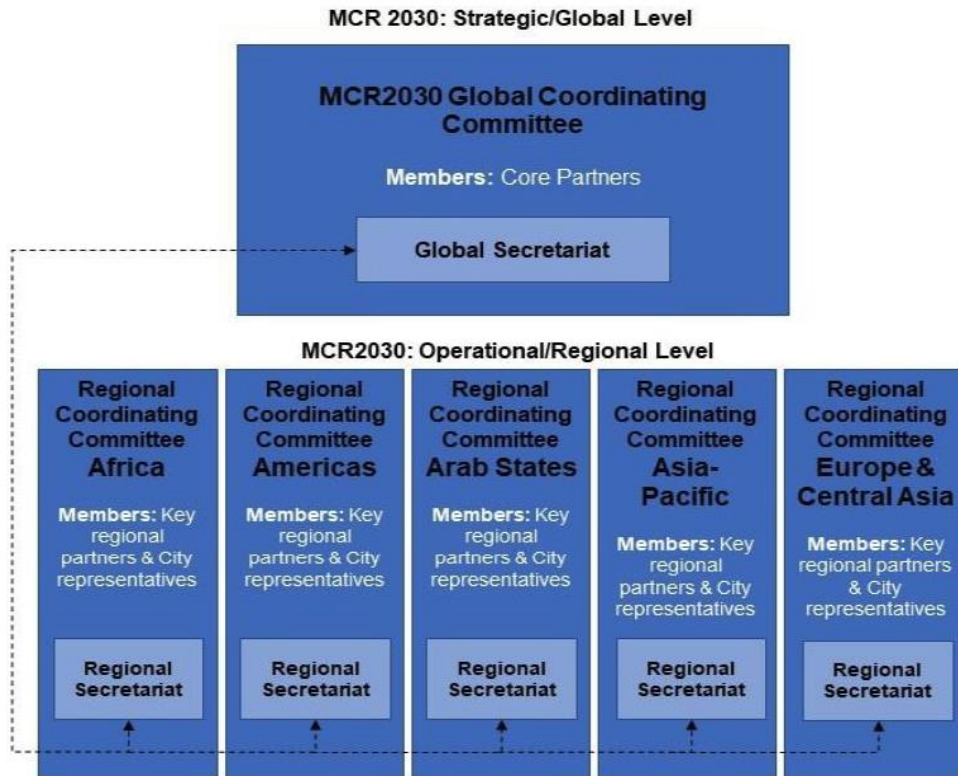 MCR 2030: Strategic/Global Level
MCR2030 Global Coordinating
Committee
Members: Core Partners
Global Secretariat
MCR2030: Operational/Regional Level
Regional
Coordinating
Committee
Africa
Members: Key
regional
partners & City
representatives
Regional
Secretariat
Regional
Coordinating
Committee
Americas
Members: Key
regional
partners & City
representatives
Regional
Secretariat
Regional
Coordinating
Committee
Arab States
Members: Key
regional
partners & City
representatives
Regional
Secretariat
Regional
Coordinating
Committee
Asia-
Pacific
Members: Key
regional
partners & City
representatives
Regional
Secretariat
Regional
Coordinating
Committee
Europe &
Central Asia
Members: Key
regional partners
& City
representatives
Regional
Secretariat